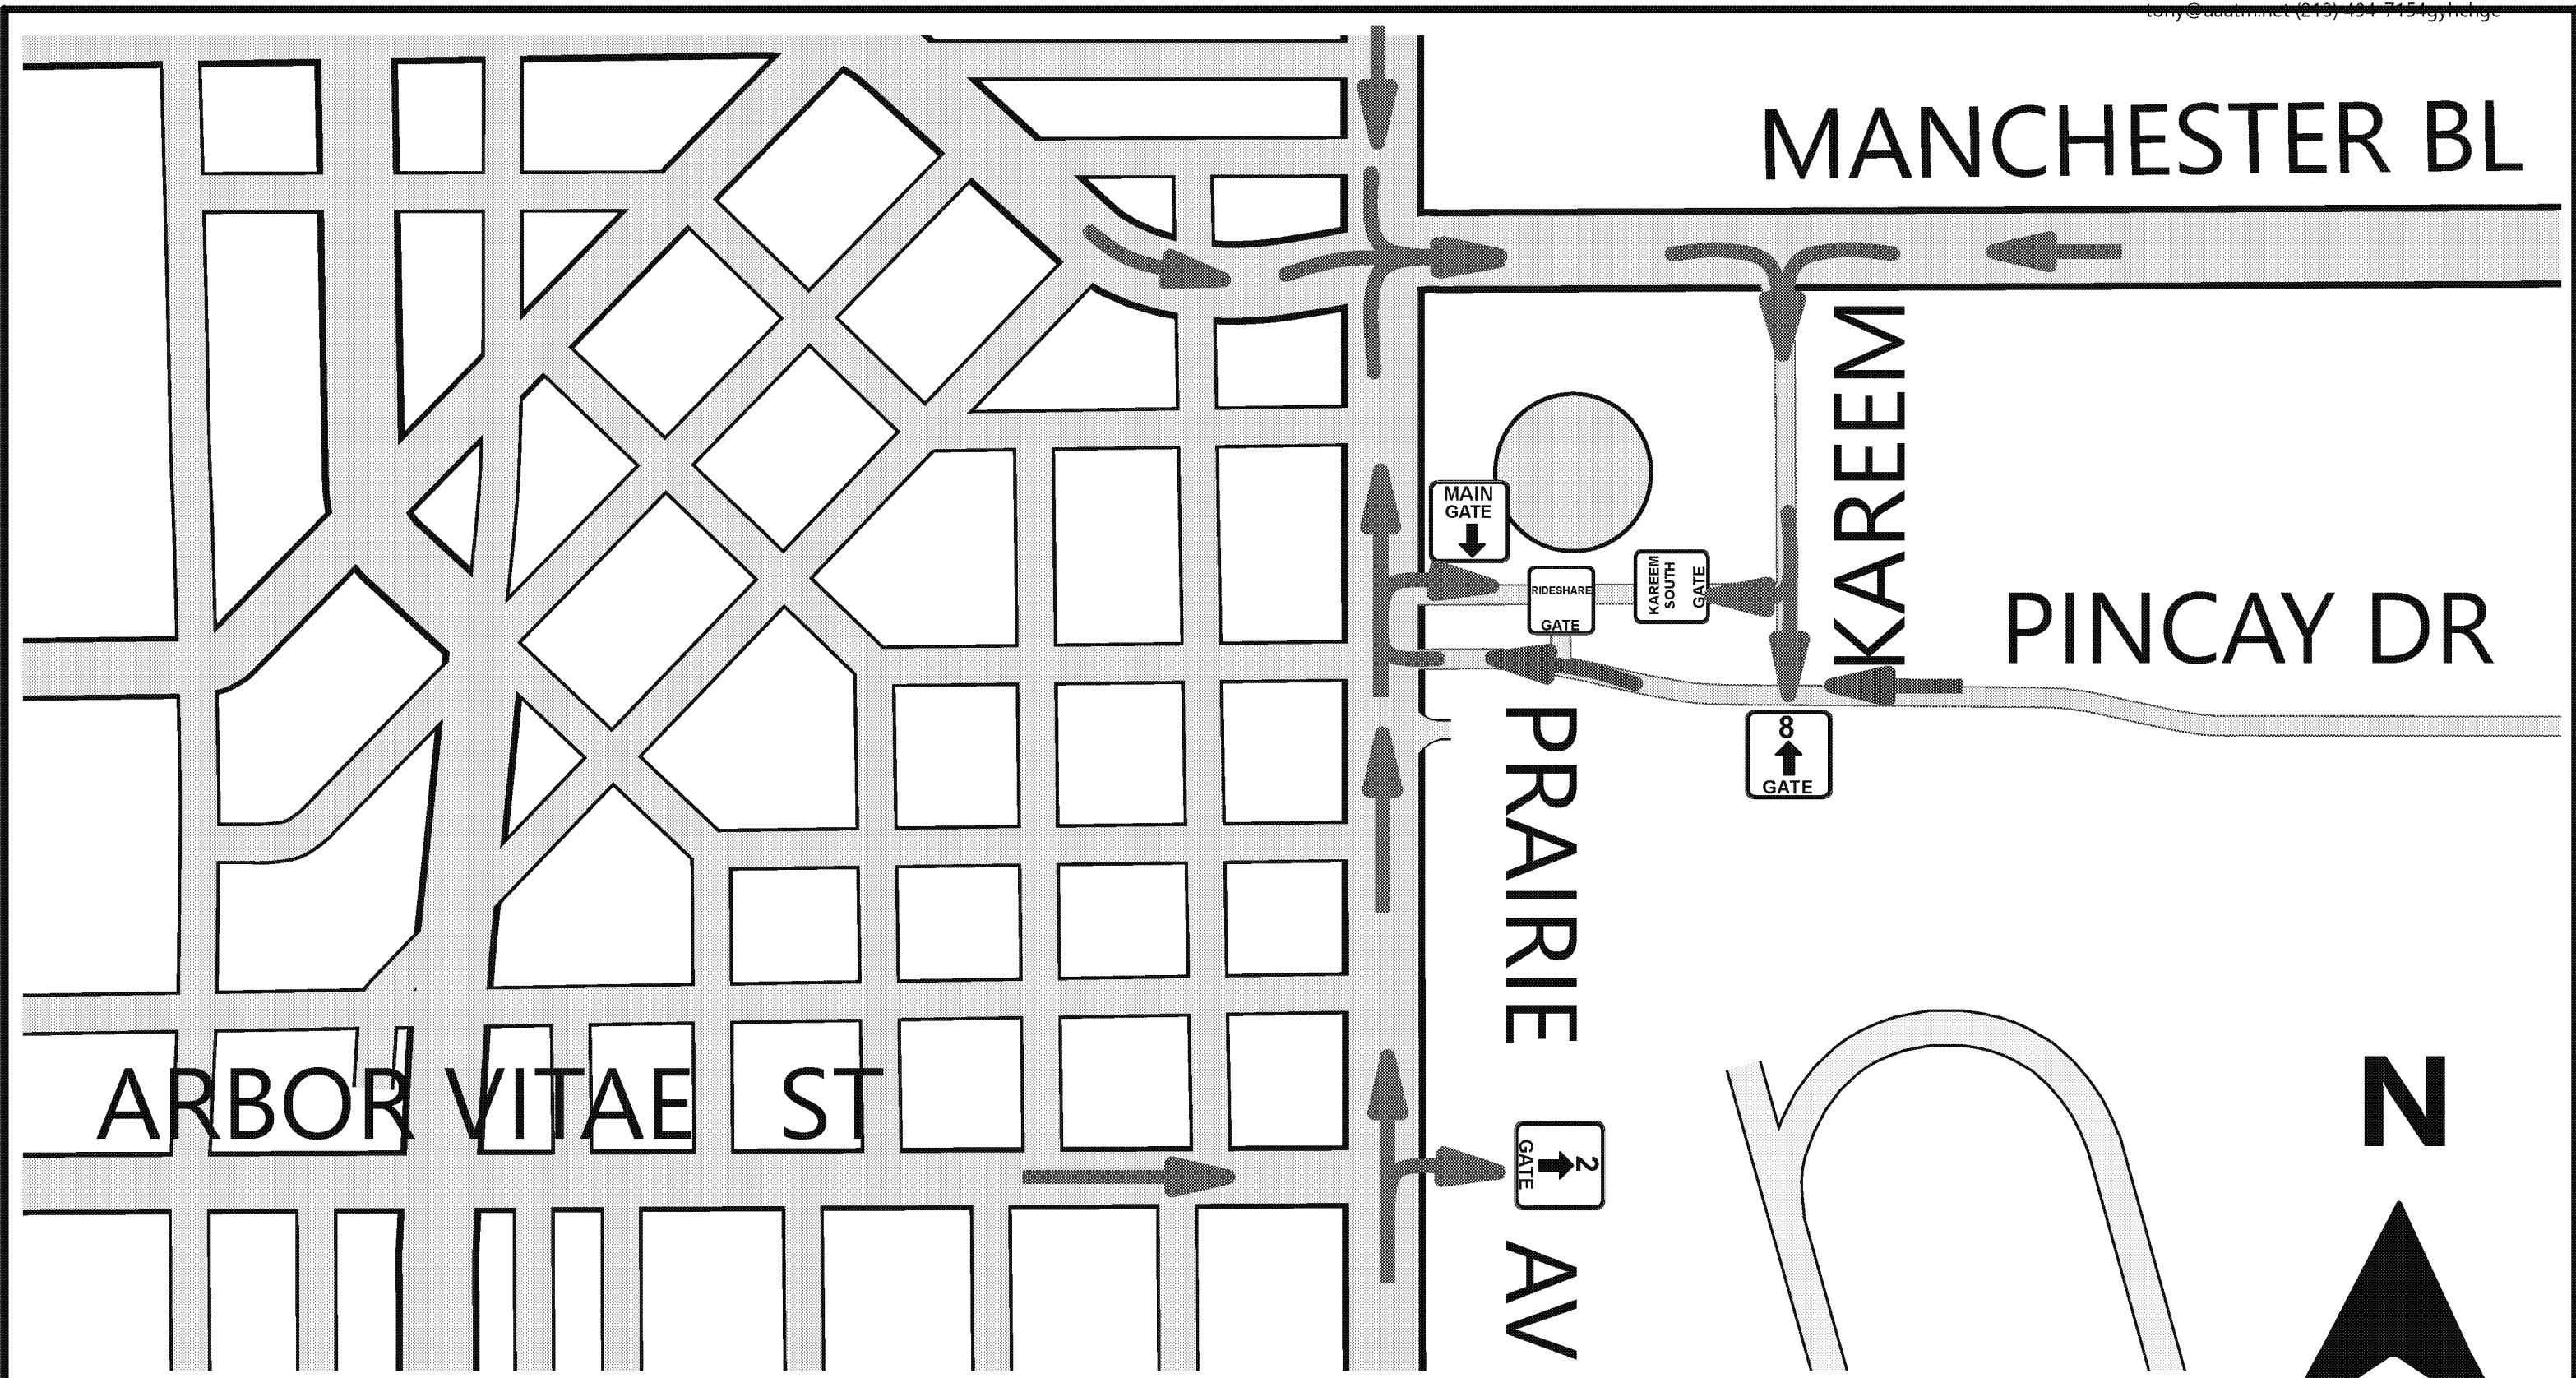 MANCHESTER BL
KAREEM
MAIN
GATE
RIDESHARE
GATE
KAREEM
SOUTH
GATE
PINCAY DR
8
GATE
PRAIRIE AV
ARBOR VITAE ST
2
GATE
N